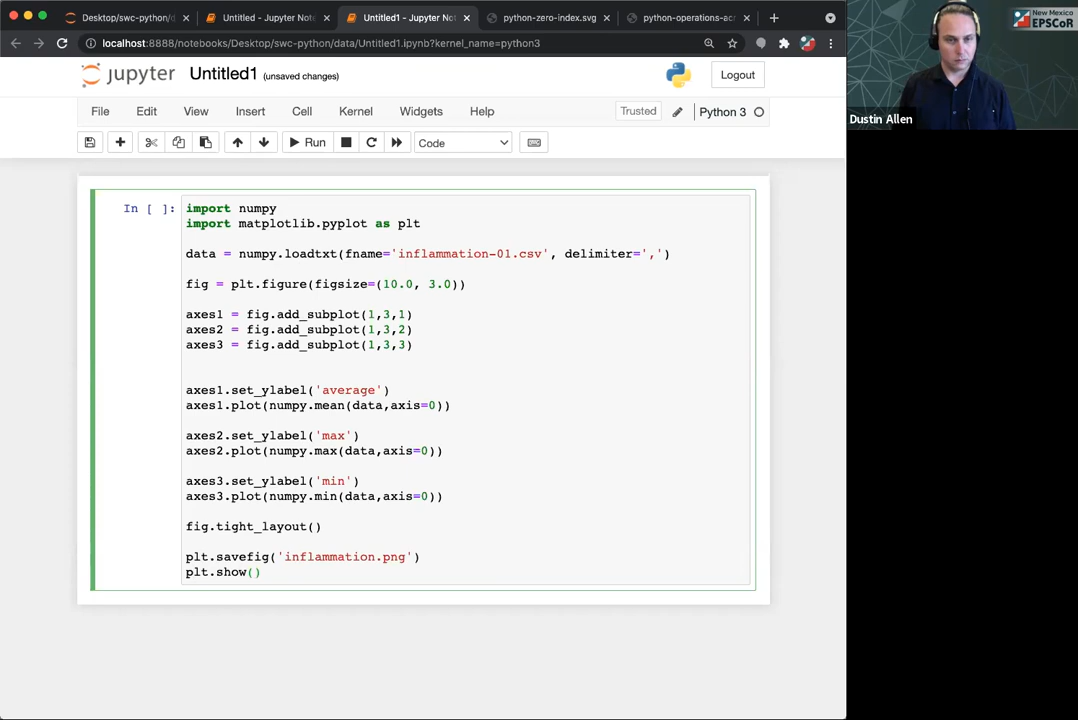 Desktop/swc-python/d
Untitled - Jupyter Not
Untitled1 - Jupyter Not
python-zero-index.svg
python-operations-acr
localhost:8888/notebooks/Desktop/swc-python/data/Untitled1.ipynb?kernel_name=python3
jupyter Untitled1 (unsaved changes)
Logout
File Edit View Insert Cell Kernel Widgets Help
Trusted
Python 3
Run
Code
In [ ]:
import numpy
import matplotlib.pyplot as plt
data = numpy.loadtxt(fname='inflammation-01.csv', delimiter=',')
fig = plt.figure(figsize=(10.0, 3.0))
axes1 = fig.add_subplot(1,3,1)
axes2 = fig.add_subplot(1,3,2)
axes3 = fig.add_subplot(1,3,3)
axes1.set_ylabel('average')
axes1.plot(numpy.mean(data,axis=0))
axes2.set_ylabel('max')
axes2.plot(numpy.max(data,axis=0))
axes3.set_ylabel('min')
axes3.plot(numpy.min(data,axis=0))
fig.tight_layout()
plt.savefig('inflammation.png')
plt.show()
New Mexico
EPSCoR
Dustin Allen